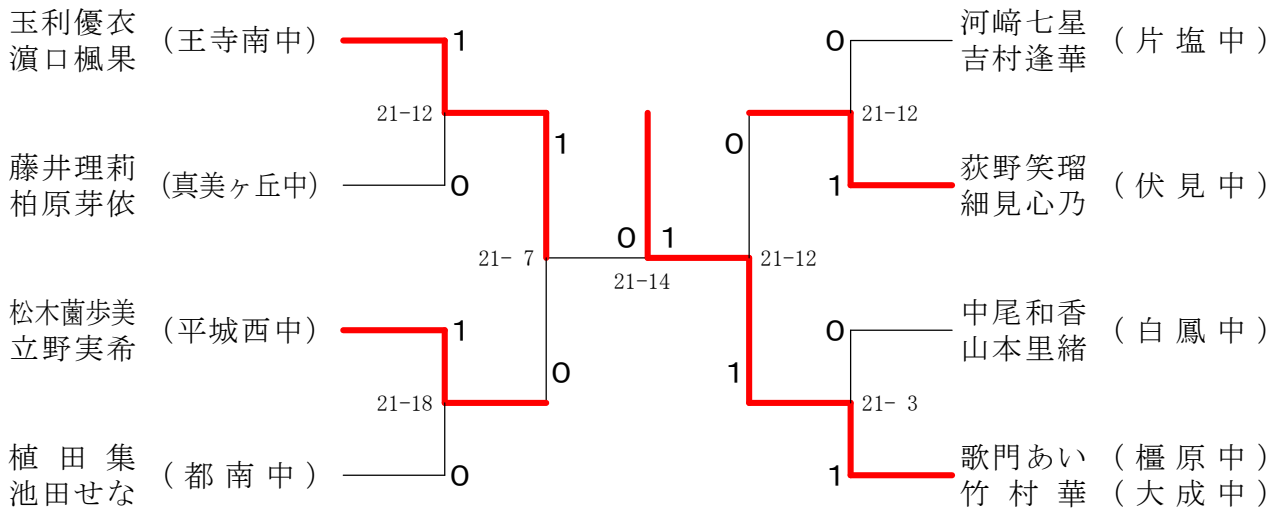 玉利優衣 (王寺南中) 1
濵口楓果
21-12
藤井理莉 (真美ヶ丘中) 0
柏原芽依
1
21- 7
松木薗歩美 (平城西中) 1
立野実希
0
21-18
植田集 (都南中) 0
池田せな
0 1
21-14
0 河﨑七星 (片塩中)
吉村逢華
21-12
1 荻野笑瑠 (伏見中)
細見心乃
0
21-12
0 中尾和香 (白鳳中)
山本里緒
1
21- 3
1 歌門あい (橿原中)
竹村華 (大成中)